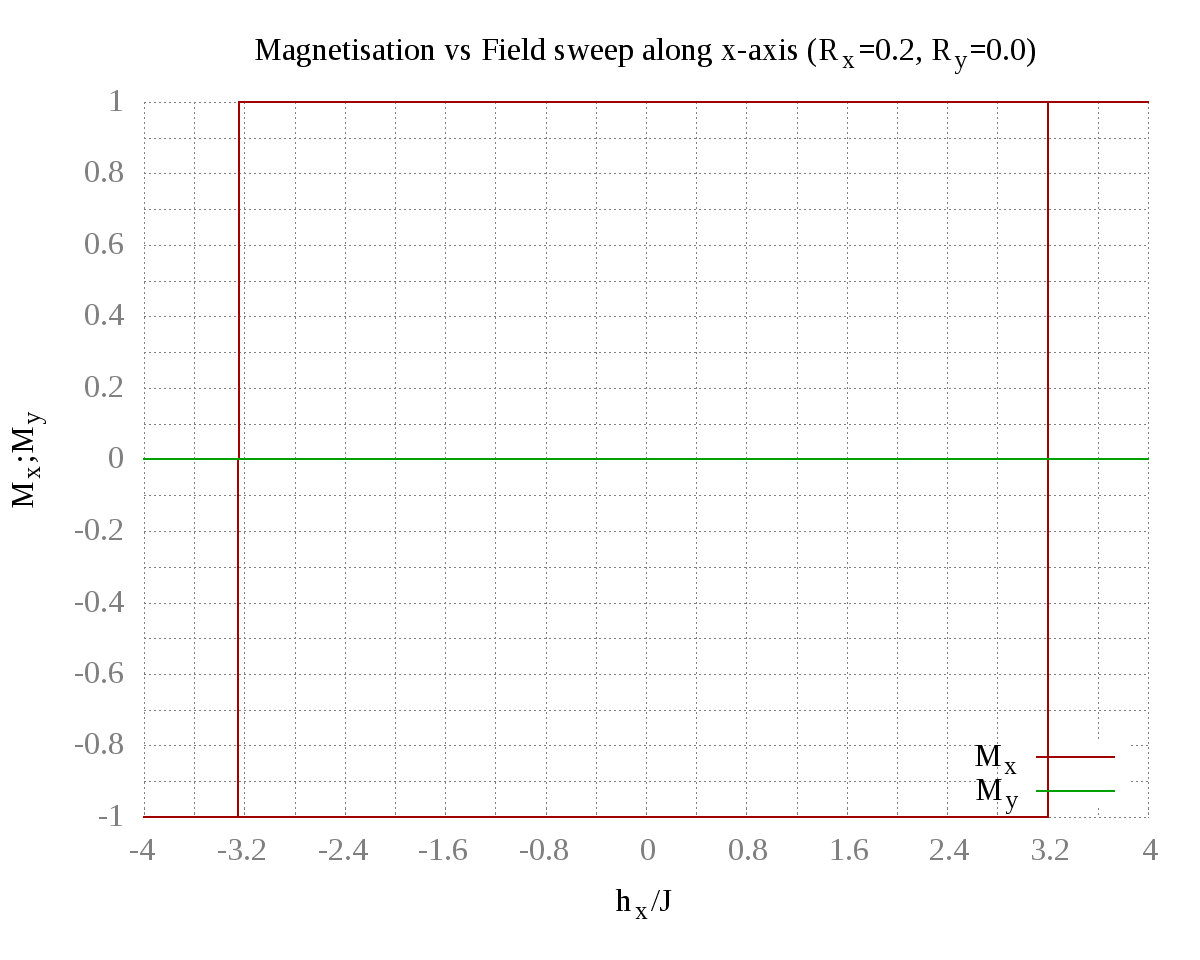 Magnetisation vs Field sweep along x-axis (Rx=0.2, Ry=0.0)
1
0.8
0.6
0.4
0.2
0
-0.2
-0.4
-0.6
-0.8
-1
Mx;My
Mx
My
-4 -3.2 -2.4 -1.6 -0.8 0 0.8 1.6 2.4 3.2 4
hx/J